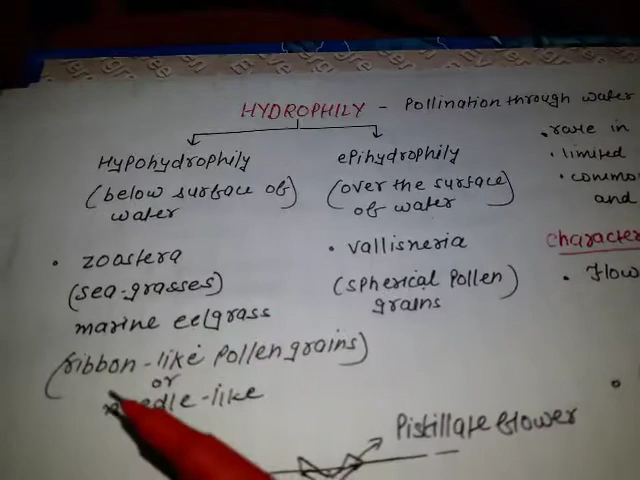 HYDROPHILY - Pollination through water
Hypohydrophily
(below surface of)
water
• zoastera
(sea-grasses)
marine eelgrass
(ribbon-like pollen grains)
or
needle-like
epihydrophily
(over the surface)
of water
• vallisneria
(spherical pollen)
grains
Pistillate flower
• rare in
• limited
• common
and
Character
• Flow